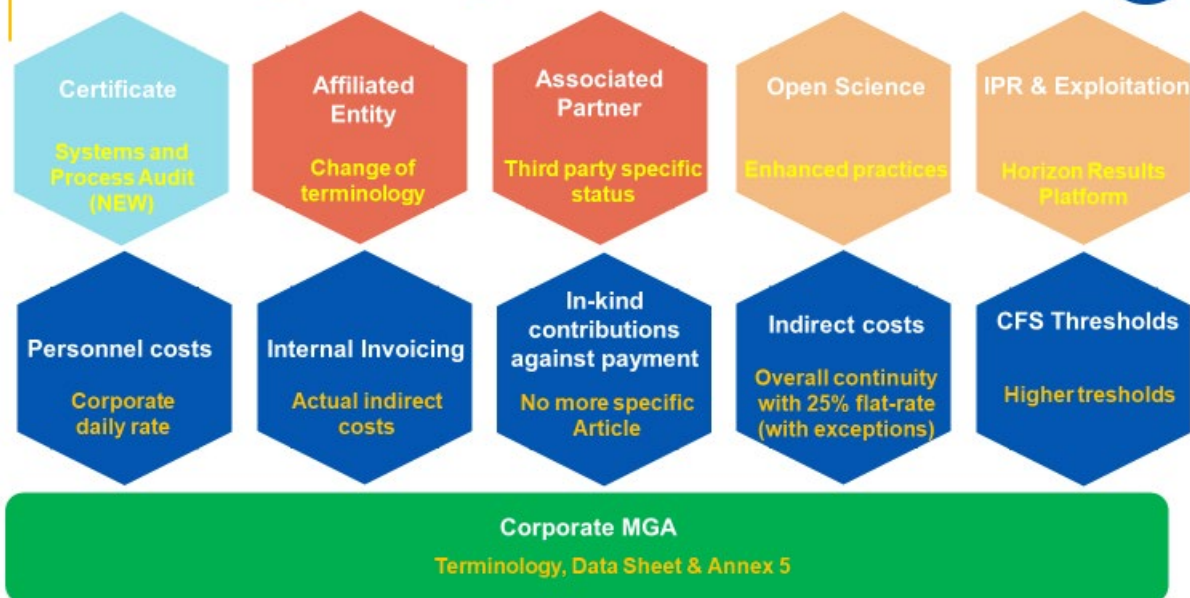 Certificate
Systems and
Process Audit
(NEW)
Affiliated
Entity
Change of
terminology
Associated
Partner
Third party specific
status
Open Science
Enhanced practices
IPR & Exploitation
Horizon Results
Platform
Personnel costs
Corporate
daily rate
Internal Invoicing
Actual indirect
costs
In-kind
contributions
against payment
No more specific
Article
Indirect costs
Overall continuity
with 25% flat-rate
(with exceptions)
CFS Thresholds
Higher tresholds
Corporate MGA
Terminology, Data Sheet & Annex 5